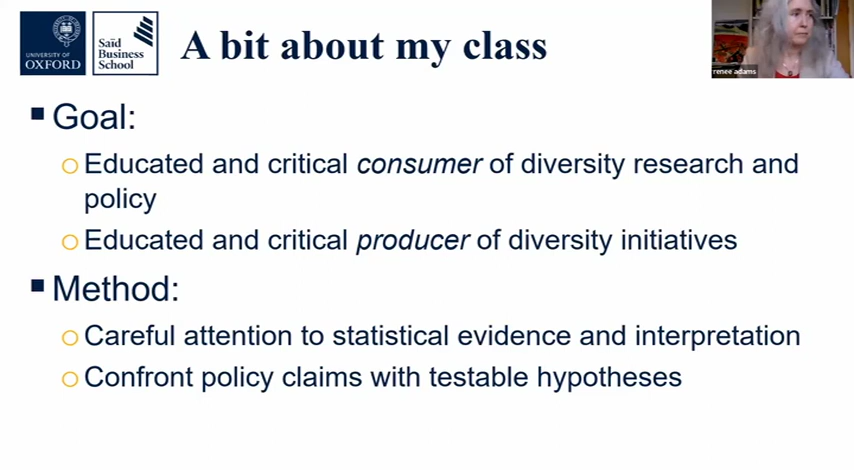 UNIVERSITY OF
OXFORD
Saïd
Business
School
A bit about my class
renee adams
Goal:
Educated and critical consumer of diversity research and
policy
Educated and critical producer of diversity initiatives
Method:
Careful attention to statistical evidence and interpretation
Confront policy claims with testable hypotheses